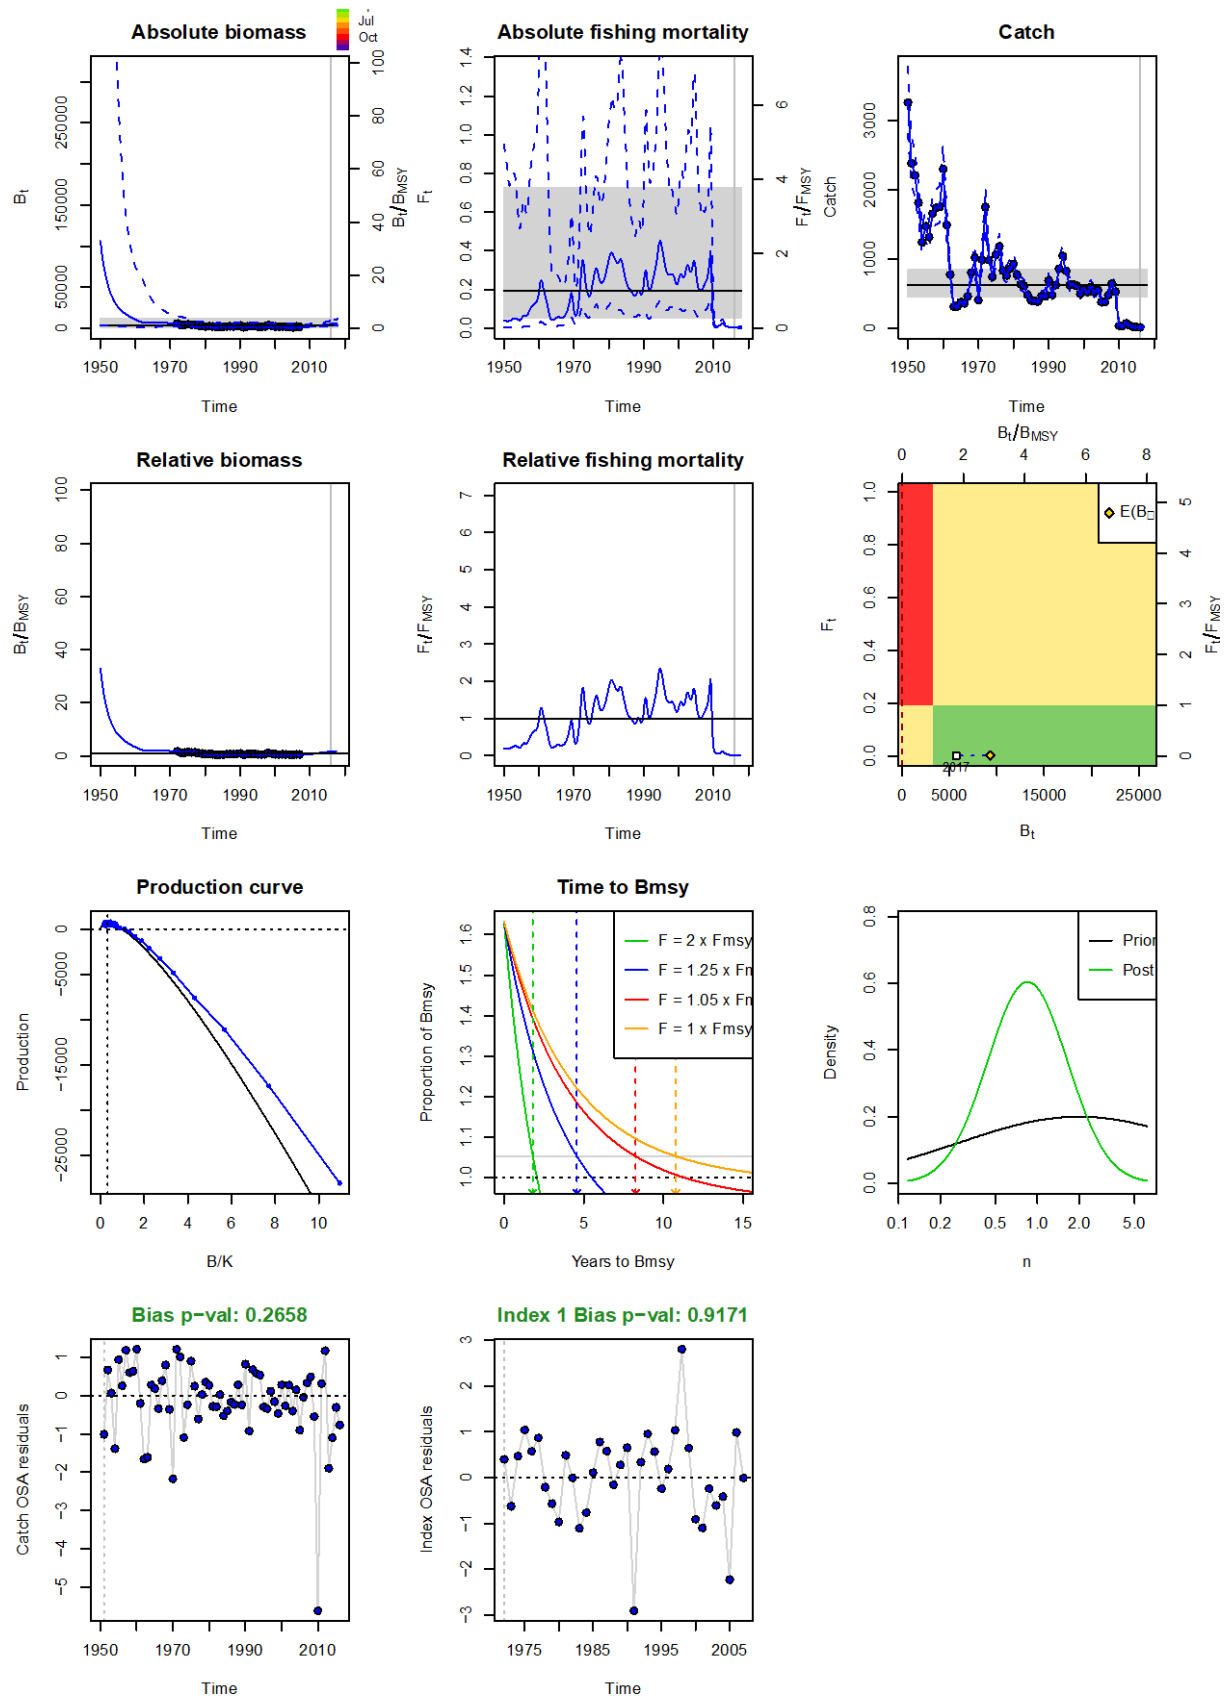 Absolute biomass
Jul
Oct
Bt
0 50000 150000 250000
0 20 40 60 80 100
Bt/BMSY
1950 1970 1990 2010
Time
Absolute fishing mortality
Ft
0.0 0.2 0.4 0.6 0.8 1.0 1.2 1.4
0 2 4 6
Ft/FMSY
1950 1970 1990 2010
Time
Catch
Catch
0 1000 2000 3000
1950 1970 1990 2010
Time
Relative biomass
Bt/BMSY
0 20 40 60 80 100
1950 1970 1990 2010
Time
Relative fishing mortality
Ft/FMSY
0 1 2 3 4 5 6 7
1950 1970 1990 2010
Time
Bt/BMSY
0 2 4 6 8
Ft
0.0 0.2 0.4 0.6 0.8 1.0
E(B
2017
0 1 2 3 4 5
Ft/FMSY
0 5000 15000 25000
Bt
Production curve
Production
−25000 −15000 −5000 0
0 2 4 6 8 10
B/K
Time to Bmsy
Proportion of Bmsy
1.0 1.1 1.2 1.3 1.4 1.5 1.6
F = 2 x Fmsy
F = 1.25 x Fn
F = 1.05 x Fn
F = 1 x Fmsy
0 5 10 15
Years to Bmsy
Density
0.0 0.2 0.4 0.6 0.8
Prior
Post
0.1 0.2 0.5 1.0 2.0 5.0
n
Bias p−val: 0.2658
Catch OSA residuals
−5 −4 −3 −2 −1 0 1
1950 1970 1990 2010
Time
Index 1 Bias p−val: 0.9171
Index OSA residuals
−3 −2 −1 0 1 2 3
1975 1985 1995 2005
Time